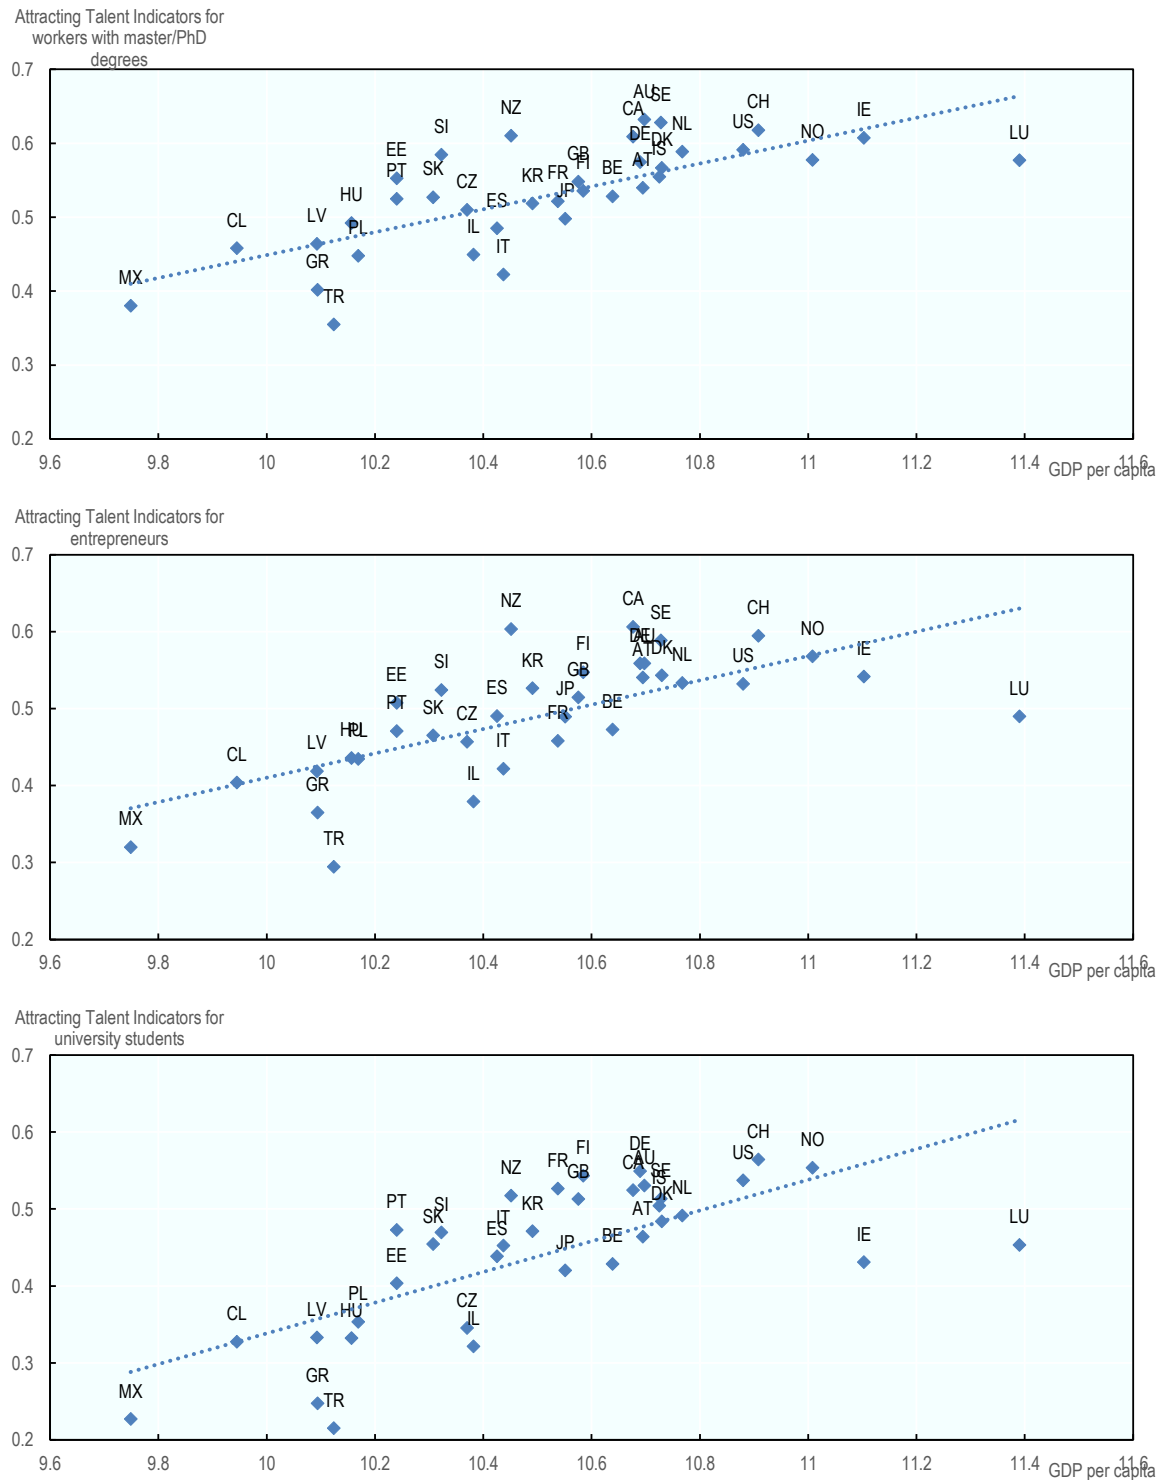 Attracting Talent Indicators for
workers with master/PhD
degrees
0.7
AU
SE
CH
NZ
CA
IE
US
SI
NL
DE
NO
LU
0.6
DK
EE
GB
IS
FI
AT
PT
SK
FR
BE
KR
CZ
JP
HU
ES
0.5
CL
LV
PL
IL
IT
GR
MX
0.4
TR
0.3
0.2
9.6
9.8
10
10.2
10.4
10.6
10.8
11
11.2
11.4
11.6
GDP per capita
Attracting Talent Indicators for
entrepreneurs
0.7
NZ
CA
CH
SE
0.6
NO
DE
AU
FI
DK
AT
NL
US
IE
SI
KR
GB
EE
ES
JP
LU
PT
SK
CZ
FR
BE
0.5
HU
PL
IT
LV
CL
IL
GR
0.4
MX
TR
0.3
0.2
9.6
9.8
10
10.2
10.4
10.6
10.8
11
11.2
11.4
11.6
GDP per capita
Attracting Talent Indicators for
university students
0.7
0.6
CH
NO
DE
FI
US
AU
FR
CA
NZ
GB
SE
IS
NL
DK
PT
SI
KR
AT
0.5
SK
IT
LU
ES
JP
BE
IE
EE
0.4
PL
CZ
CL
LV
HU
IL
0.3
GR
MX
TR
0.2
9.6
9.8
10
10.2
10.4
10.6
10.8
11
11.2
11.4
11.6
GDP per capita